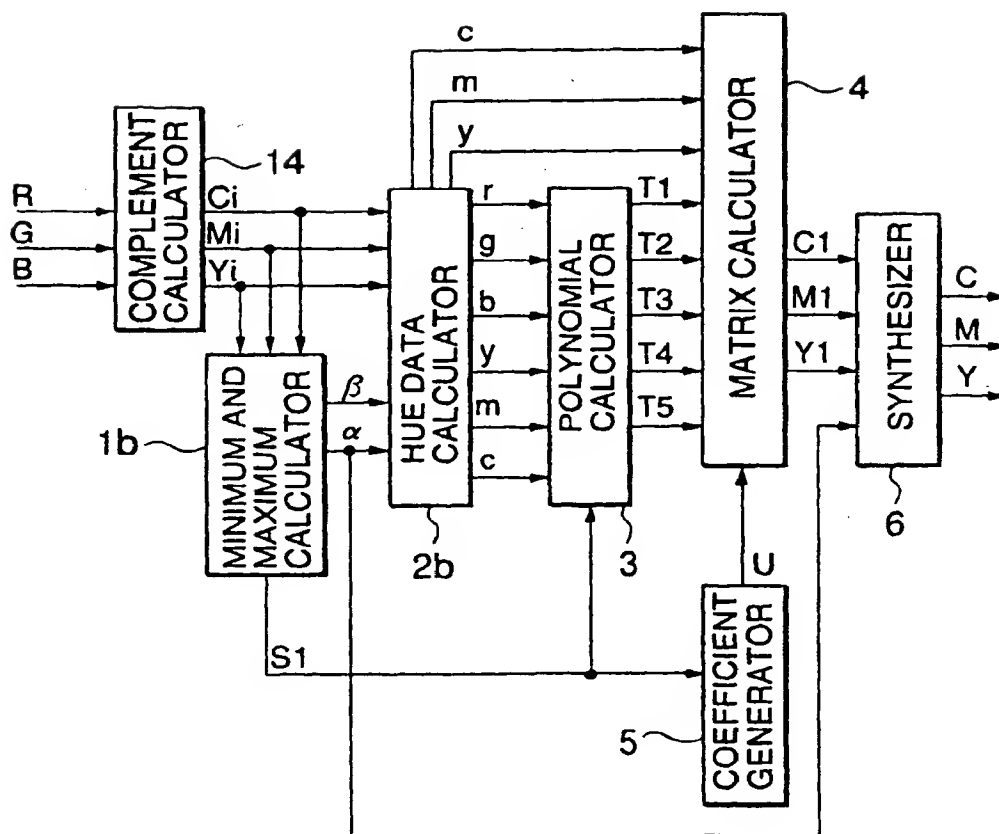 c
m
y
R
G
B
COMPLEMENT
CALCULATOR
14
Ci
Mi
Yi
MINIMUM AND
MAXIMUM
CALCULATOR
1b
β
α
S1
HUE DATA
CALCULATOR
2b
r
g
b
y
m
c
POLYNOMIAL
CALCULATOR
3
T1
T2
T3
T4
T5
MATRIX CALCULATOR
4
U
COEFFICIENT
GENERATOR
5
C1
M1
Y1
SYNTHESIZER
6
C
M
Y